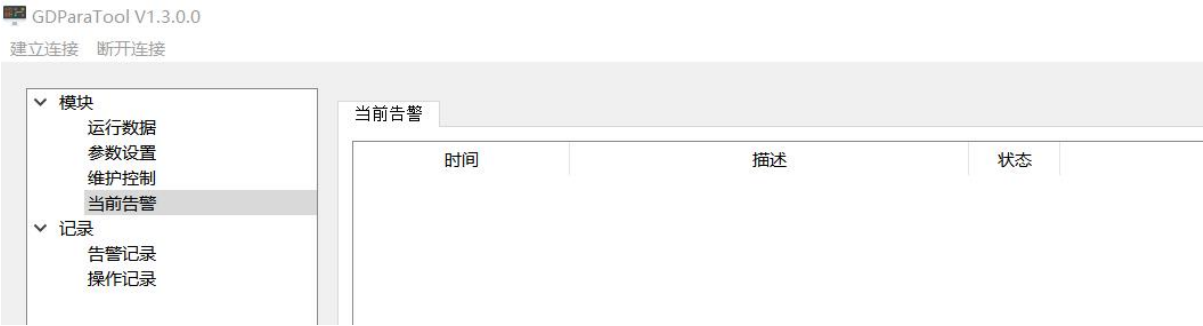 GDParaTool V1.3.0.0
建立连接 断开连接
模块
运行数据
参数设置
维护控制
当前告警
记录
告警记录
操作记录
当前告警
时间 描述 状态